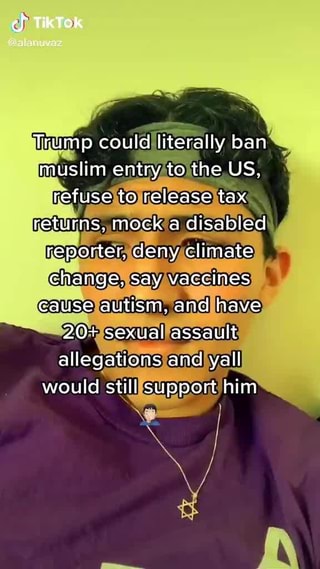 TikTok
@alanuvaz
Trump could literally ban
muslim entry to the US,
refuse to release tax
returns, mock a disabled
reporter, deny climate
change, say vaccines
cause autism, and have
20+ sexual assault
allegations and yall
would still support him
🤦🏻‍♂️